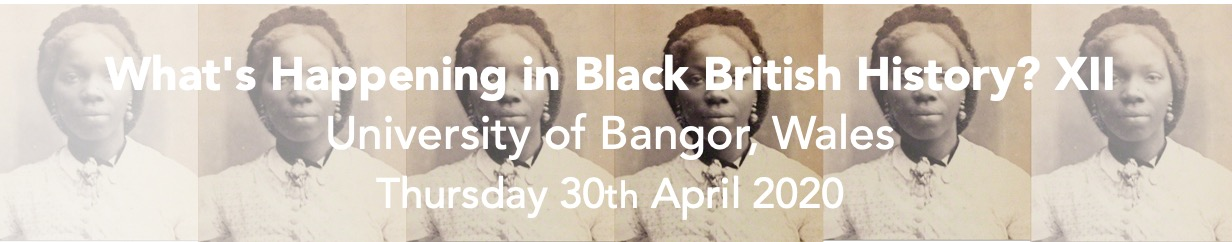 What's Happening in Black British History? XII
University of Bangor, Wales
Thursday 30th April 2020